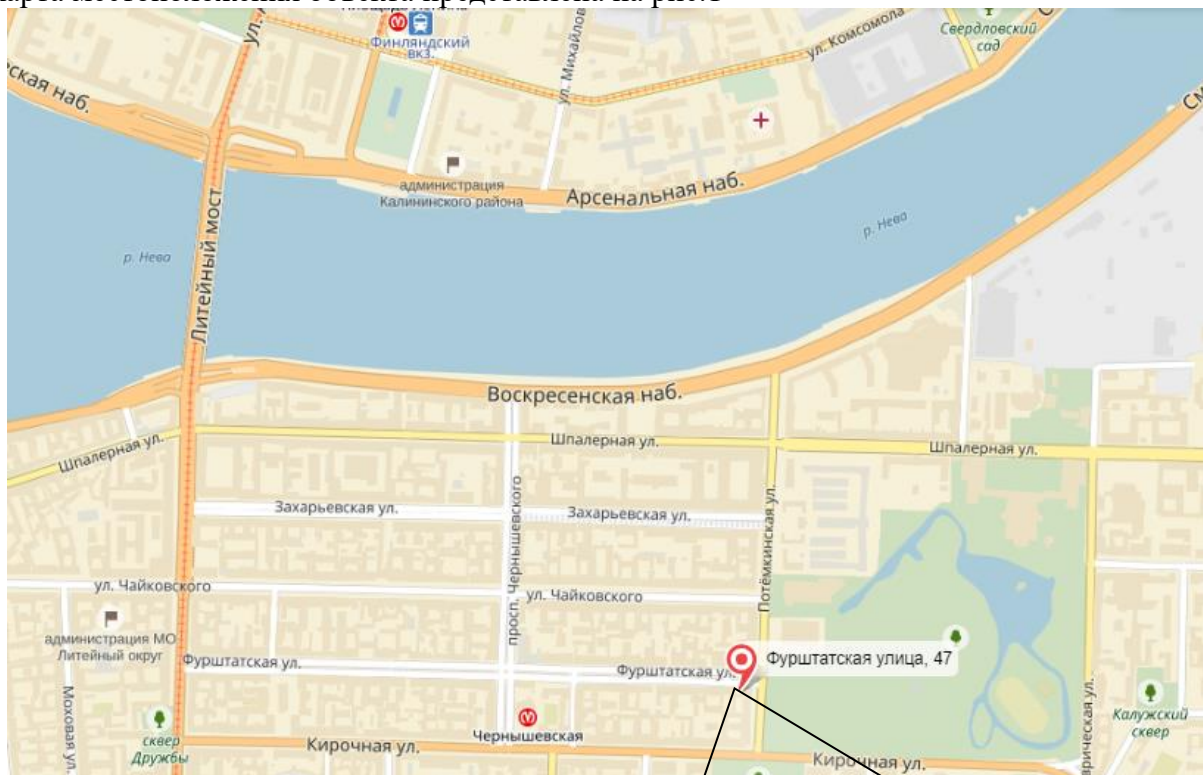 Финляндский
вкз.
ул. Михайлов
ул. Комсомола
Свердловский
сад
ул.
наб.
администрация
Калининского района
Арсенальная наб.
р. Нева
р. Нева
Литейный мост
Воскресенская наб.
Шпалерная ул.
Шпалерная ул.
Шпалерная ул.
Захарьевская ул.
Захарьевская ул.
просп. Чернышевского
Потёмкинская ул.
ул. Чайковского
ул. Чайковского
администрация МО
Литейный округ
Фурштатская ул.
Фурштатская ул.
Фурштатская улица, 47
Моховая ул.
сквер
Дружбы
Чернышевская
Кирочная ул.
Кирочная ул.
врическая ул.
Калужский
сквер